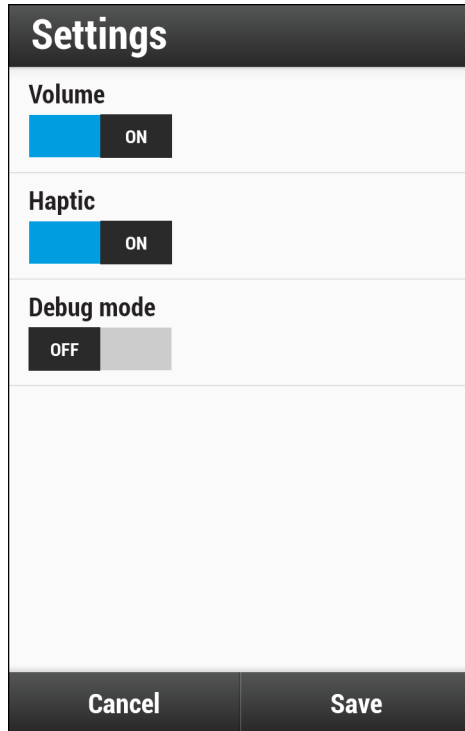 Settings
Volume
ON
Haptic
ON
Debug mode
OFF
Cancel Save